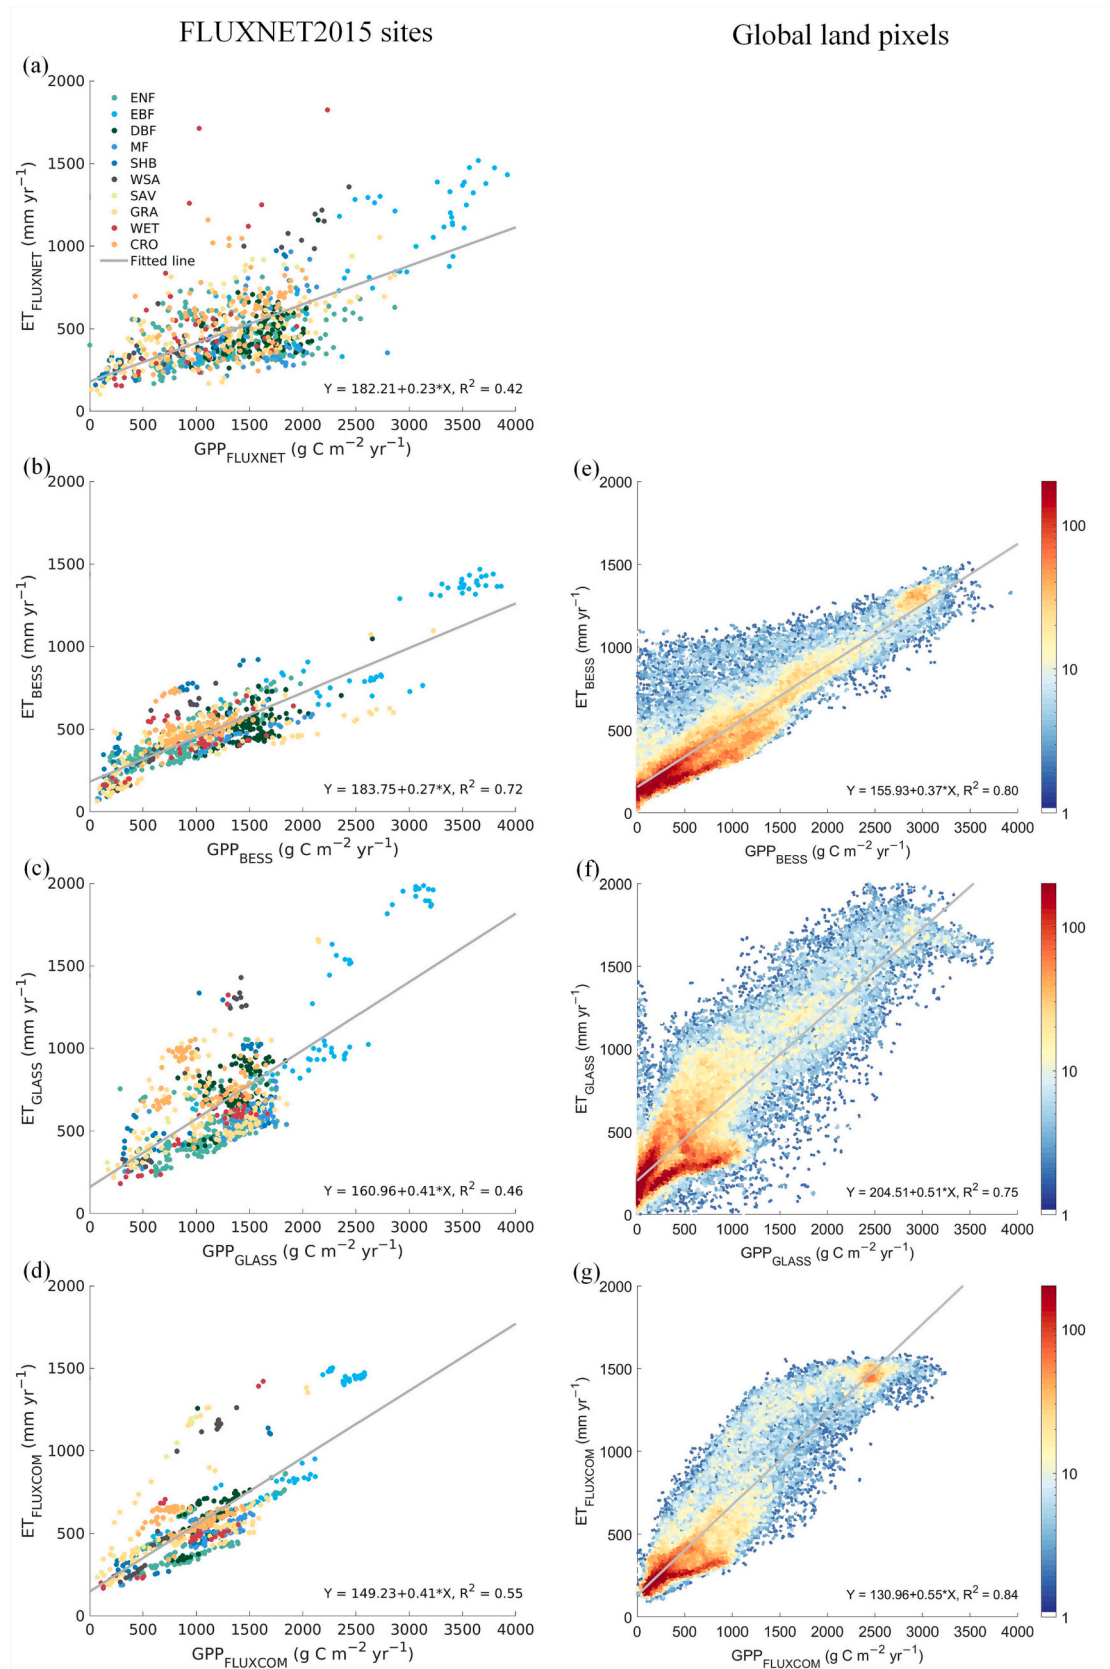 FLUXNET2015 sites
Global land pixels
(a)
2000
1500
1000
500
0
ET_FLUXNET (mm yr⁻¹)
ENF
EBF
DBF
MF
SHB
WSA
SAV
GRA
WET
CRO
Fitted line
Y = 182.21+0.23*X, R² = 0.42
0 500 1000 1500 2000 2500 3000 3500 4000
GPP_FLUXNET (g C m⁻² yr⁻¹)
(b)
2000
1500
1000
500
0
ET_BESS (mm yr⁻¹)
Y = 183.75+0.27*X, R² = 0.72
0 500 1000 1500 2000 2500 3000 3500 4000
GPP_BESS (g C m⁻² yr⁻¹)
(e)
2000
1500
1000
500
0
ET_BESS (mm yr⁻¹)
Y = 155.93+0.37*X, R² = 0.80
500 1000 1500 2000 2500 3000 3500 4000
GPP_BESS (g C m⁻² yr⁻¹)
100
10
1
(c)
2000
1500
1000
500
0
ET_GLASS (mm yr⁻¹)
Y = 160.96+0.41*X, R² = 0.46
0 500 1000 1500 2000 2500 3000 3500 4000
GPP_GLASS (g C m⁻² yr⁻¹)
(f)
2000
1500
1000
500
0
ET_GLASS (mm yr⁻¹)
Y = 204.51+0.51*X, R² = 0.75
500 1000 1500 2000 2500 3000 3500 4000
GPP_GLASS (g C m⁻² yr⁻¹)
100
10
1
(d)
2000
1500
1000
500
0
ET_FLUXCOM (mm yr⁻¹)
Y = 149.23+0.41*X, R² = 0.55
0 500 1000 1500 2000 2500 3000 3500 4000
GPP_FLUXCOM (g C m⁻² yr⁻¹)
(g)
2000
1500
1000
500
0
ET_FLUXCOM (mm yr⁻¹)
Y = 130.96+0.55*X, R² = 0.84
0 500 1000 1500 2000 2500 3000 3500 4000
GPP_FLUXCOM (g C m⁻² yr⁻¹)
100
10
1